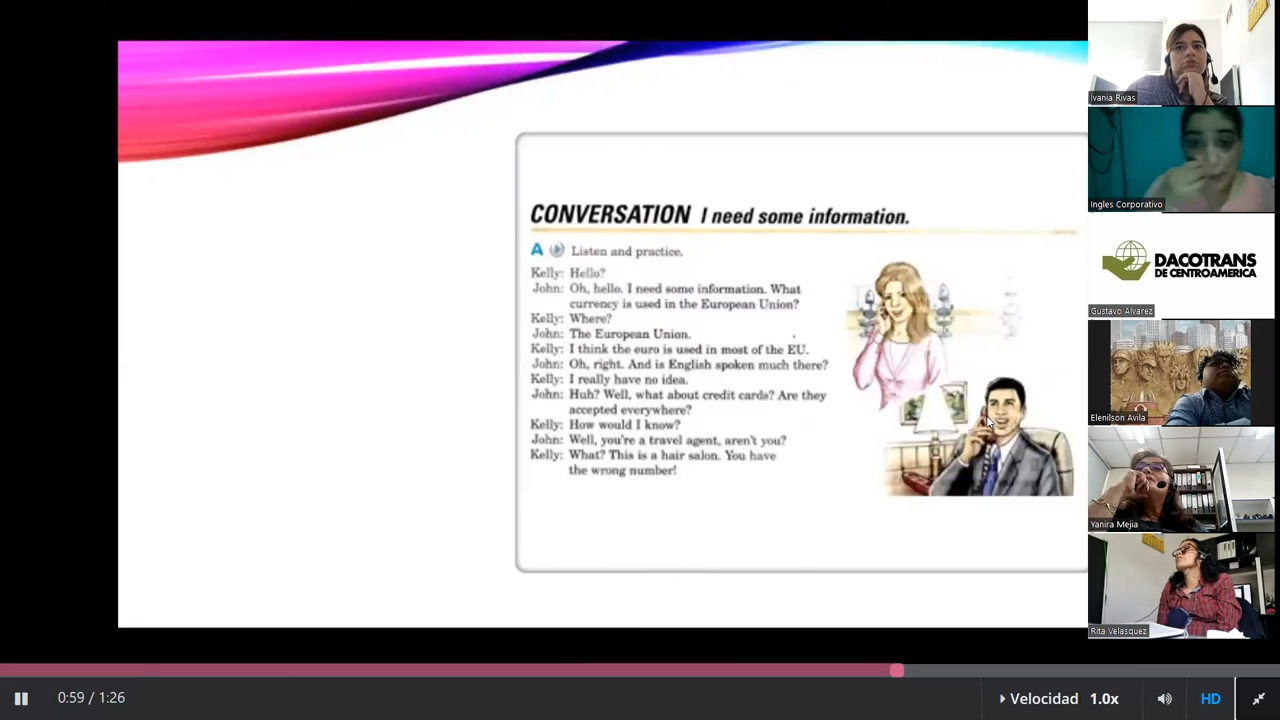 CONVERSATION I need some information.
A Listen and practice.
Kelly: Hello?
John: Oh, hello. I need some information. What
currency is used in the European Union?
Kelly: Where?
John: The European Union.
Kelly: I think the euro is used in most of the EU.
John: Oh, right. And is English spoken much there?
Kelly: I really have no idea.
John: Huh? Well, what about credit cards? Are they
accepted everywhere?
Kelly: How would I know?
John: Well, you're a travel agent, aren't you?
Kelly: What? This is a hair salon. You have
the wrong number!
Ivania Rivas
Ingles Corporativo
DACOTRANS
DE CENTROAMERICA
Gustavo Alvarez
Elenilson Avila
Yanira Mejia
Rita Velasquez
0:59 / 1:26
Velocidad 1.0x
HD